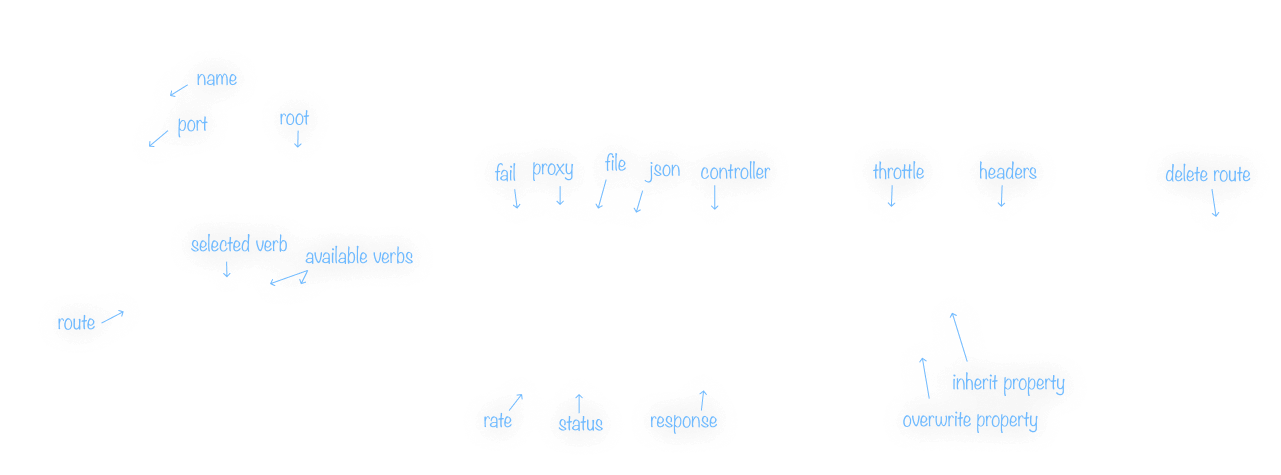 name
port
root
fail
proxy
file
json
controller
throttle
headers
delete route
selected verb
available verbs
route
inherit property
rate
status
response
overwrite property